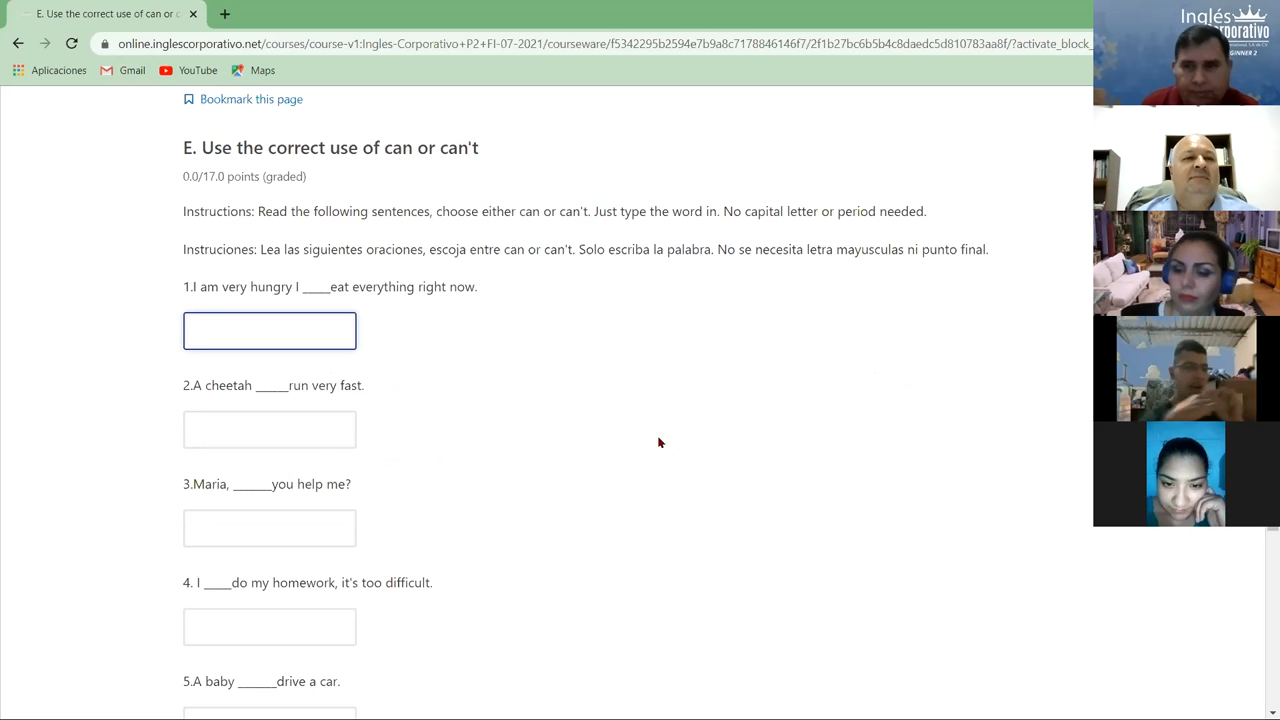 E. Use the correct use of can or c
online.inglescorporativo.net/courses/course-v1:Ingles-Corporativo+P2+FI-07-2021/courseware/f5342295b2594e7b9a8c7178846146f7/2f1b27bc6b5b4c8daedc5d810783aa8f/?activate_block_
Aplicaciones Gmail YouTube Maps
Bookmark this page
E. Use the correct use of can or can't
0.0/17.0 points (graded)
Instructions: Read the following sentences, choose either can or can't. Just type the word in. No capital letter or period needed.
Instruciones: Lea las siguientes oraciones, escoja entre can or can't. Solo escriba la palabra. No se necesita letra mayusculas ni punto final.
1.I am very hungry I _____eat everything right now.
2.A cheetah ______run very fast.
3.Maria, _______you help me?
4. I _____do my homework, it's too difficult.
5.A baby _______drive a car.
Inglés